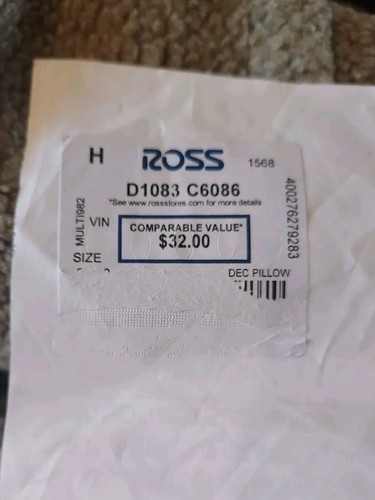 H ROSS 1568
D1083 C6086
*See www.rossstores.com for more details
400276279283
MULTI982
VIN
COMPARABLE VALUE*
$32.00
SIZE
DEC PILLOW